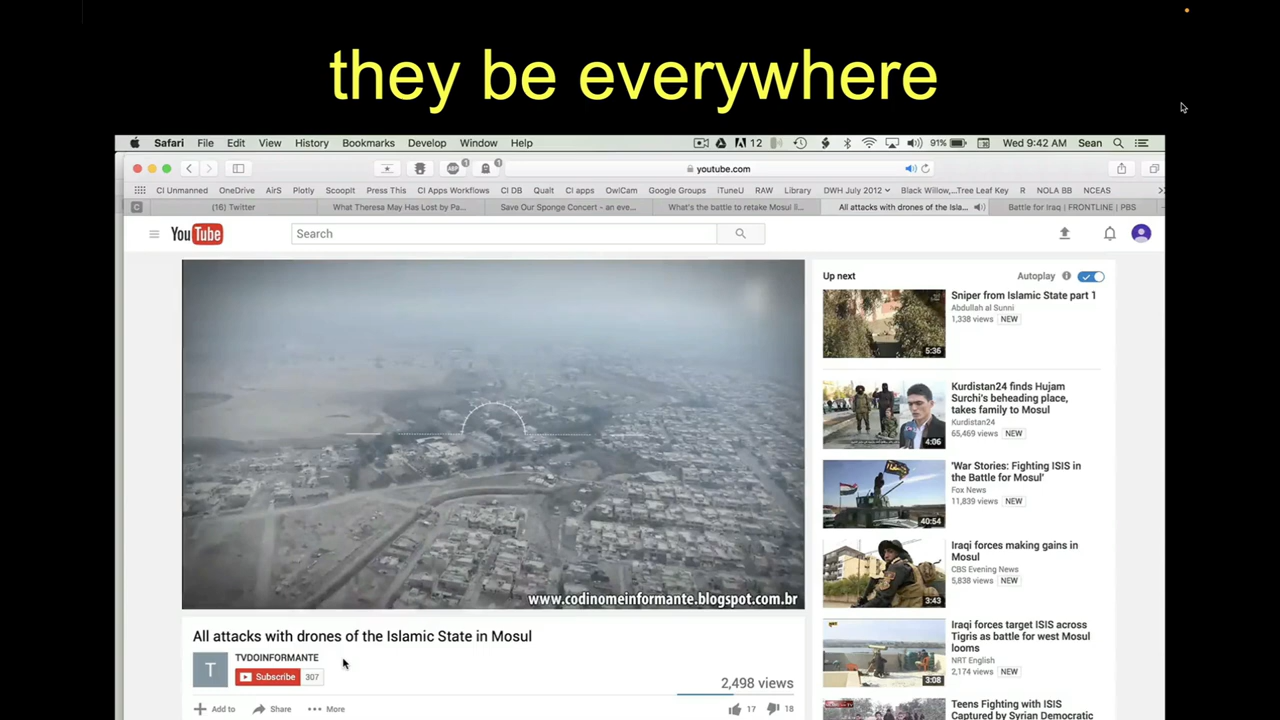 they be everywhere
Safari File Edit View History Bookmarks Develop Window Help
12 91% Wed 9:42 AM Sean
ABP 1 1 youtube.com
CI Unmanned OneDrive AirS Plotly ScoopIt Press This CI Apps Workflows CI DB Qualt CI apps OwlCam Google Groups iTuneU RAW Library DWH July 2012 Black Willow,...Tree Leaf Key R NOLA BB NCEAS
C (16) Twitter What Theresa May Has Lost by Pa... Save Our Sponge Concert - an eve... What's the battle to retake Mosul li... All attacks with drones of the Isla... Battle for Iraq | FRONTLINE | PBS
YouTube Search
Up next Autoplay
Sniper from Islamic State part 1
Abdullah al Sunni
1,338 views NEW
5:36
Kurdistan24 finds Hujam
Surchi's beheading place,
takes family to Mosul
Kurdistan24
65,469 views NEW
4:06
'War Stories: Fighting ISIS in
the Battle for Mosul'
Fox News
11,839 views NEW
40:54
Iraqi forces making gains in
Mosul
CBS Evening News
5,838 views NEW
3:43
Iraqi forces target ISIS across
Tigris as battle for west Mosul
looms
NRT English
2,174 views NEW
3:08
Teens Fighting with ISIS
Captured by Syrian Democratic
www.codinomeinformante.blogspot.com.br
All attacks with drones of the Islamic State in Mosul
T TVDOINFORMANTE
Subscribe 307
2,498 views
Add to Share More 17 18